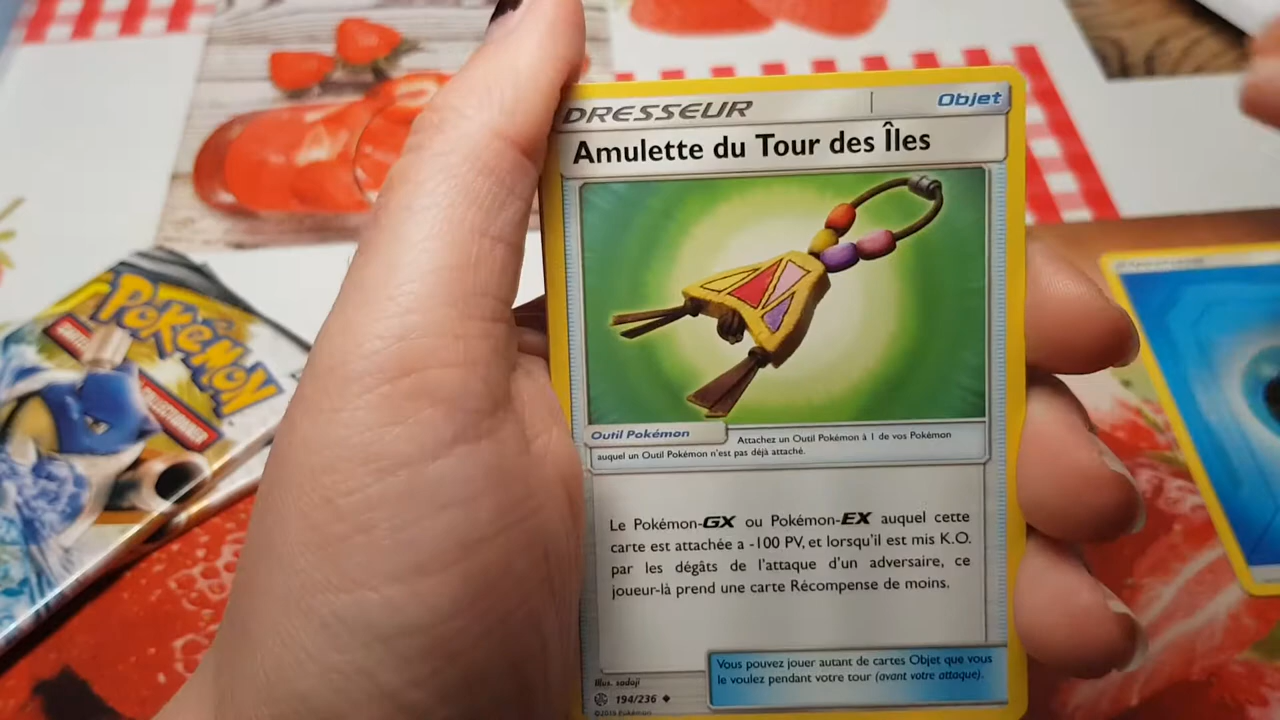 DRESSEUR
Objet
Amulette du Tour des Îles
Outil Pokémon
Attachez un Outil Pokémon à 1 de vos Pokémon
auquel un Outil Pokémon n'est pas déjà attaché.
Le Pokémon-GX ou Pokémon-EX auquel cette
carte est attachée a -100 PV, et lorsqu'il est mis K.O.
par les dégâts de l'attaque d'un adversaire, ce
joueur-là prend une carte Récompense de moins.
Vous pouvez jouer autant de cartes Objet que vous
le voulez pendant votre tour (avant votre attaque).
Illus. sadaji
194/236
©2019 Pokémon
POKÉMON